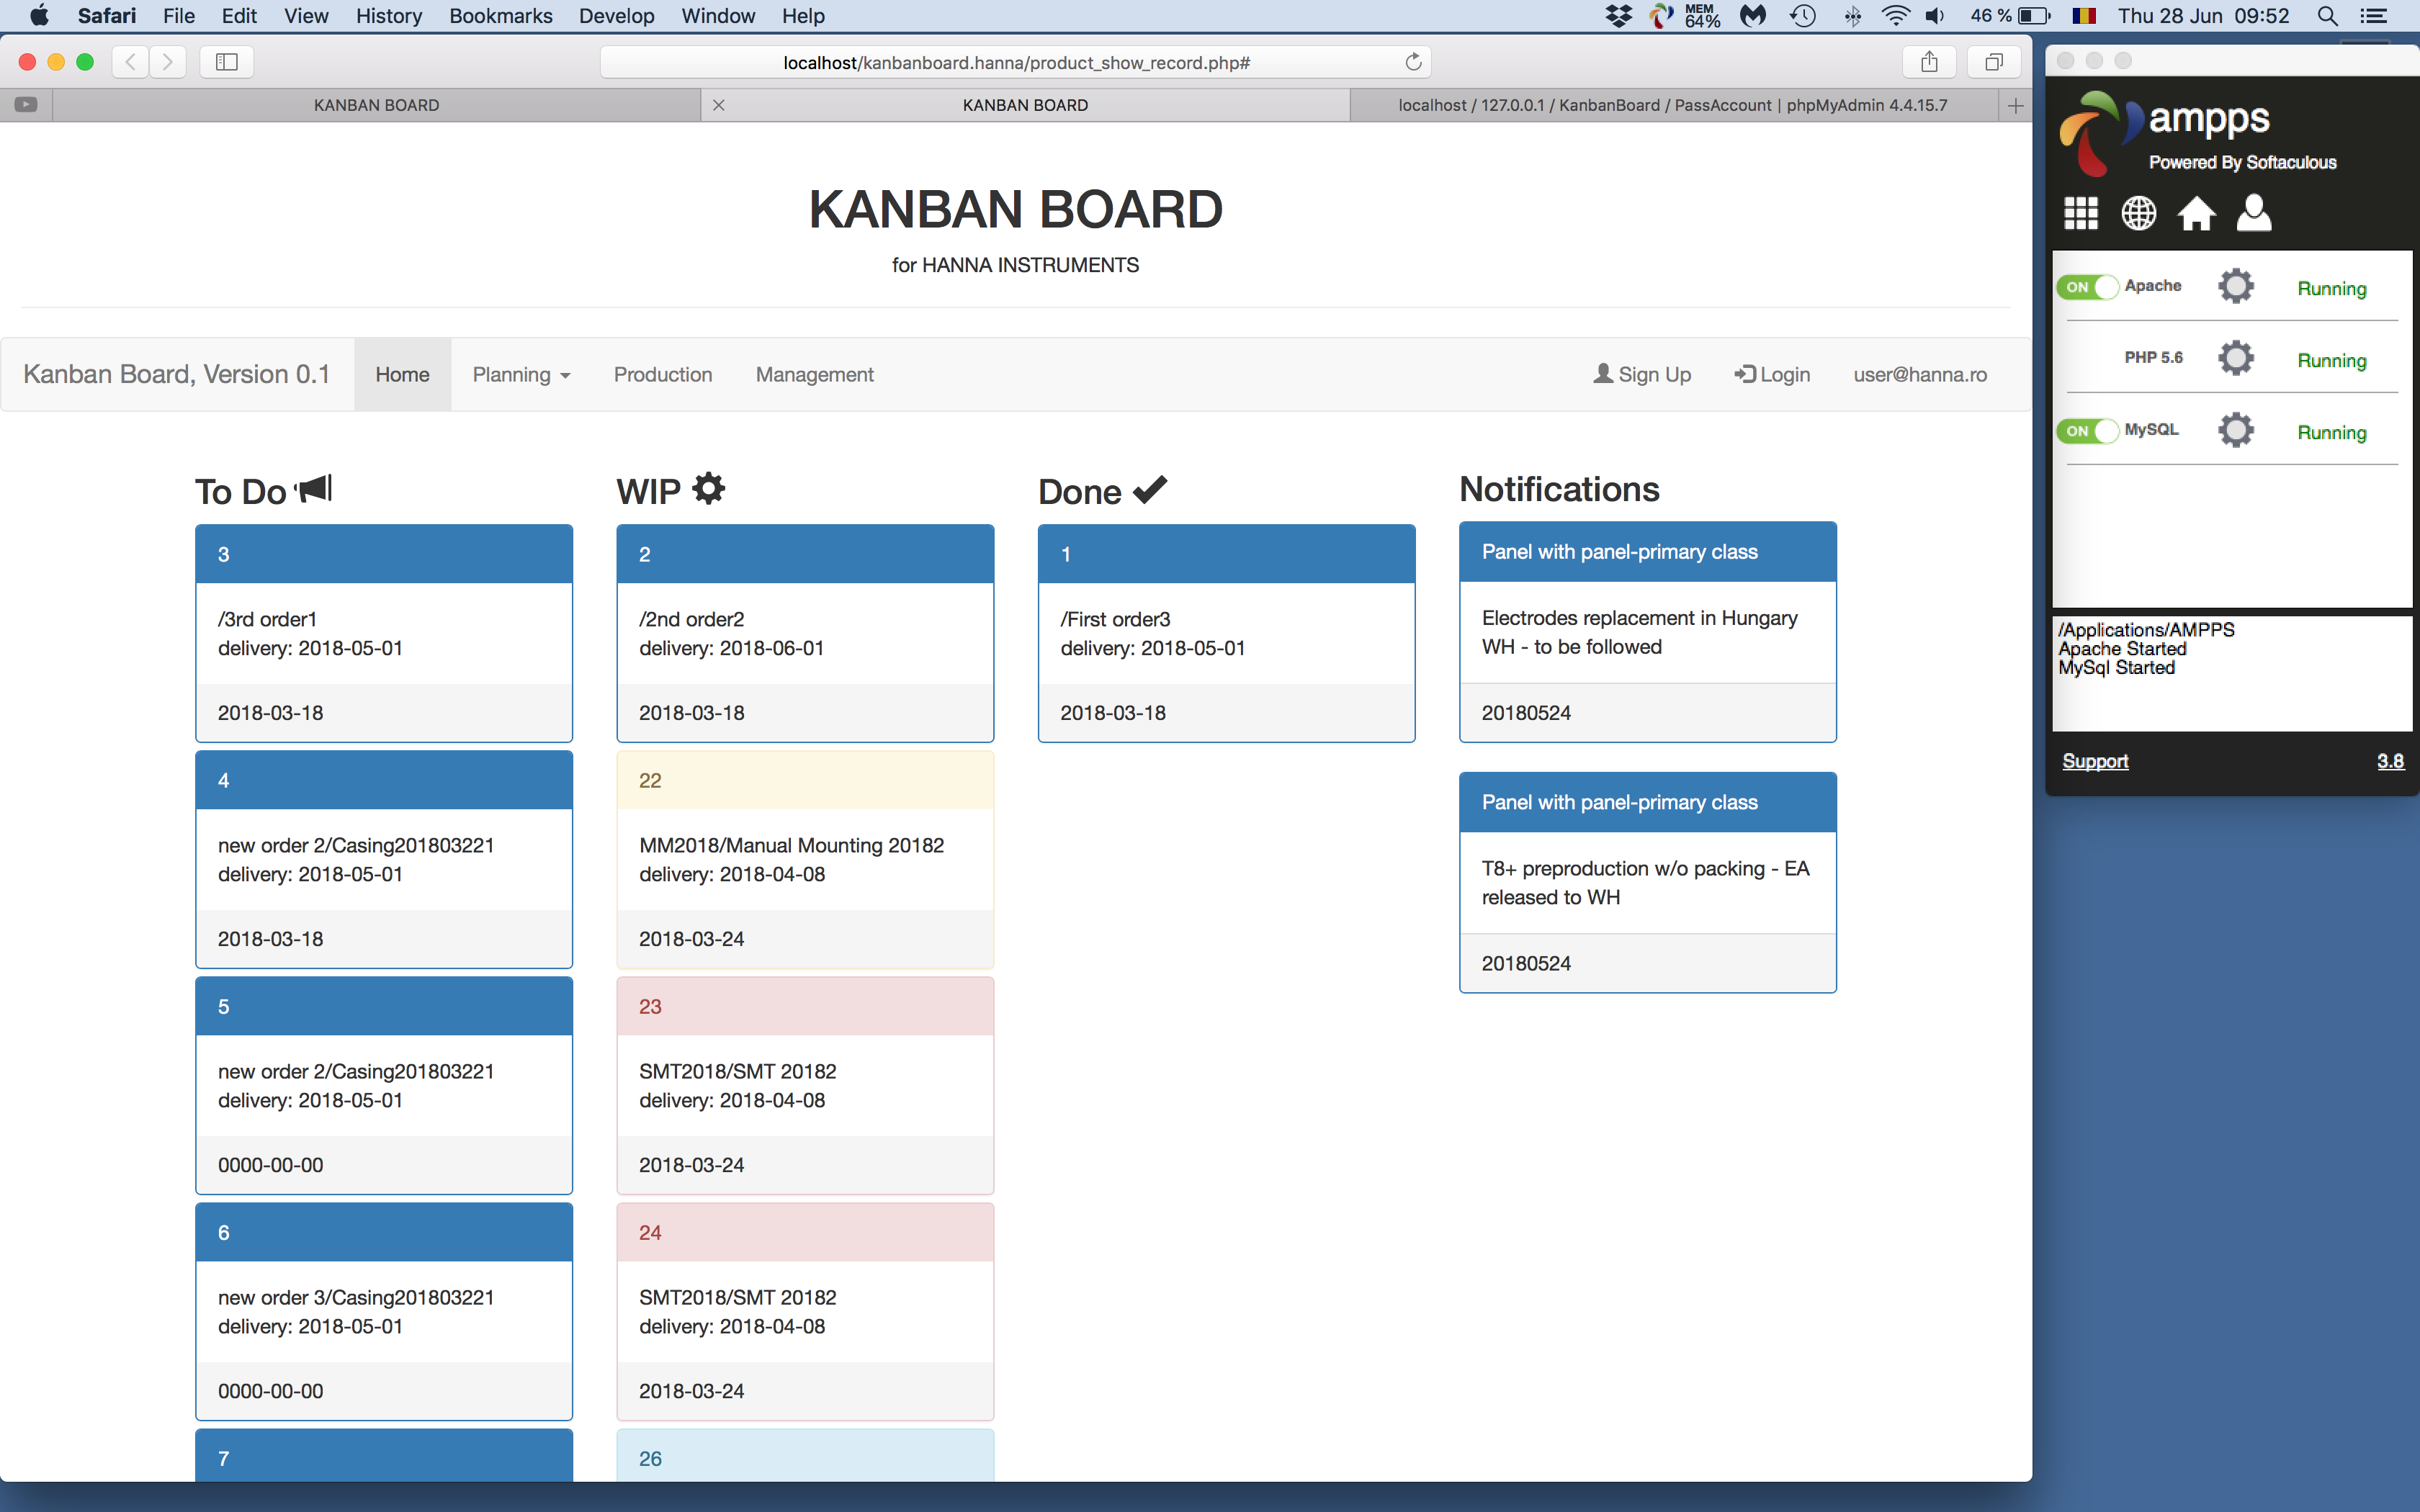 Safari File Edit View History Bookmarks Develop Window Help MEM 64% 46 % Thu 28 Jun 09:52
localhost/kanbanboard.hanna/product_show_record.php#
KANBAN BOARD
KANBAN BOARD
localhost / 127.0.0.1 / KanbanBoard / PassAccount | phpMyAdmin 4.4.15.7
KANBAN BOARD
for HANNA INSTRUMENTS
Kanban Board, Version 0.1 Home Planning Production Management Sign Up Login user@hanna.ro
To Do
3
/3rd order1
delivery: 2018-05-01
2018-03-18
4
new order 2/Casing201803221
delivery: 2018-05-01
2018-03-18
5
new order 2/Casing201803221
delivery: 2018-05-01
0000-00-00
6
new order 3/Casing201803221
delivery: 2018-05-01
0000-00-00
7
WIP
2
/2nd order2
delivery: 2018-06-01
2018-03-18
22
MM2018/Manual Mounting 20182
delivery: 2018-04-08
2018-03-24
23
SMT2018/SMT 20182
delivery: 2018-04-08
2018-03-24
24
SMT2018/SMT 20182
delivery: 2018-04-08
2018-03-24
26
Done
1
/First order3
delivery: 2018-05-01
2018-03-18
Notifications
Panel with panel-primary class
Electrodes replacement in Hungary
WH - to be followed
20180524
Panel with panel-primary class
T8+ preproduction w/o packing - EA
released to WH
20180524
ampps
Powered By Softaculous
ON Apache Running
PHP 5.6 Running
ON MySQL Running
/Applications/AMPPS
Apache Started
MySql Started
Support 3.8